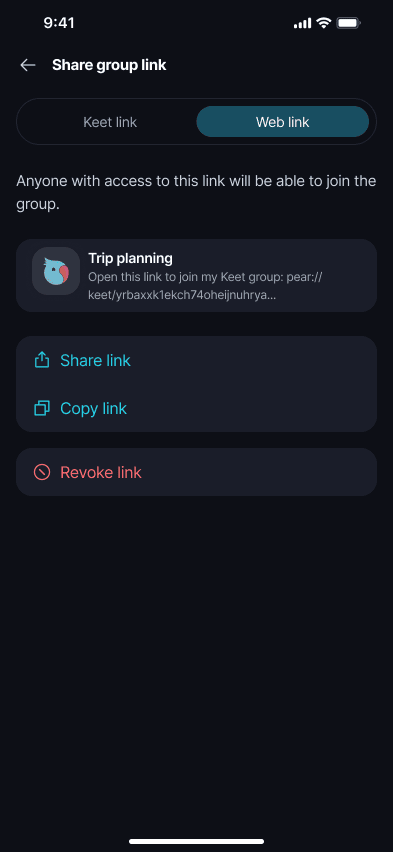 9:41
Share group link
Keet link
Web link
Anyone with access to this link will be able to join the
group.
Trip planning
Open this link to join my Keet group: pear://
keet/yrbaxxk1ekch74oheijnuhrya...
Share link
Copy link
Revoke link